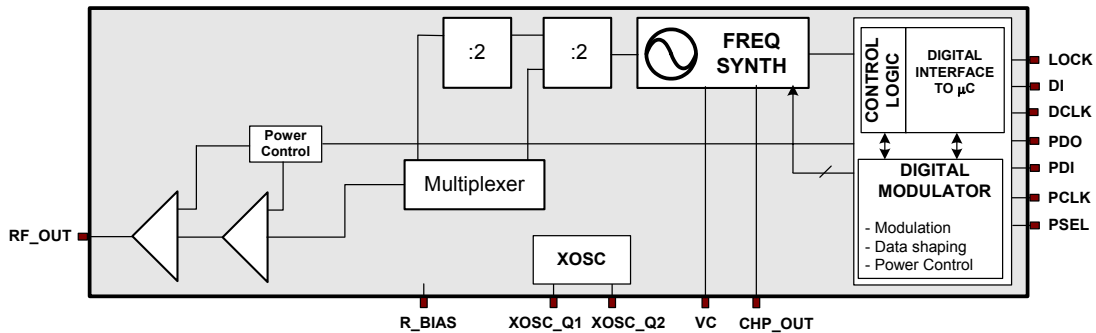 :2
:2
FREQ
SYNTH
CONTROL
LOGIC
DIGITAL
INTERFACE
TO μC
LOCK
DI
DCLK
PDO
PDI
PCLK
PSEL
Power
Control
Multiplexer
DIGITAL
MODULATOR
- Modulation
- Data shaping
- Power Control
RF_OUT
XOSC
R_BIAS
XOSC_Q1
XOSC_Q2
VC
CHP_OUT